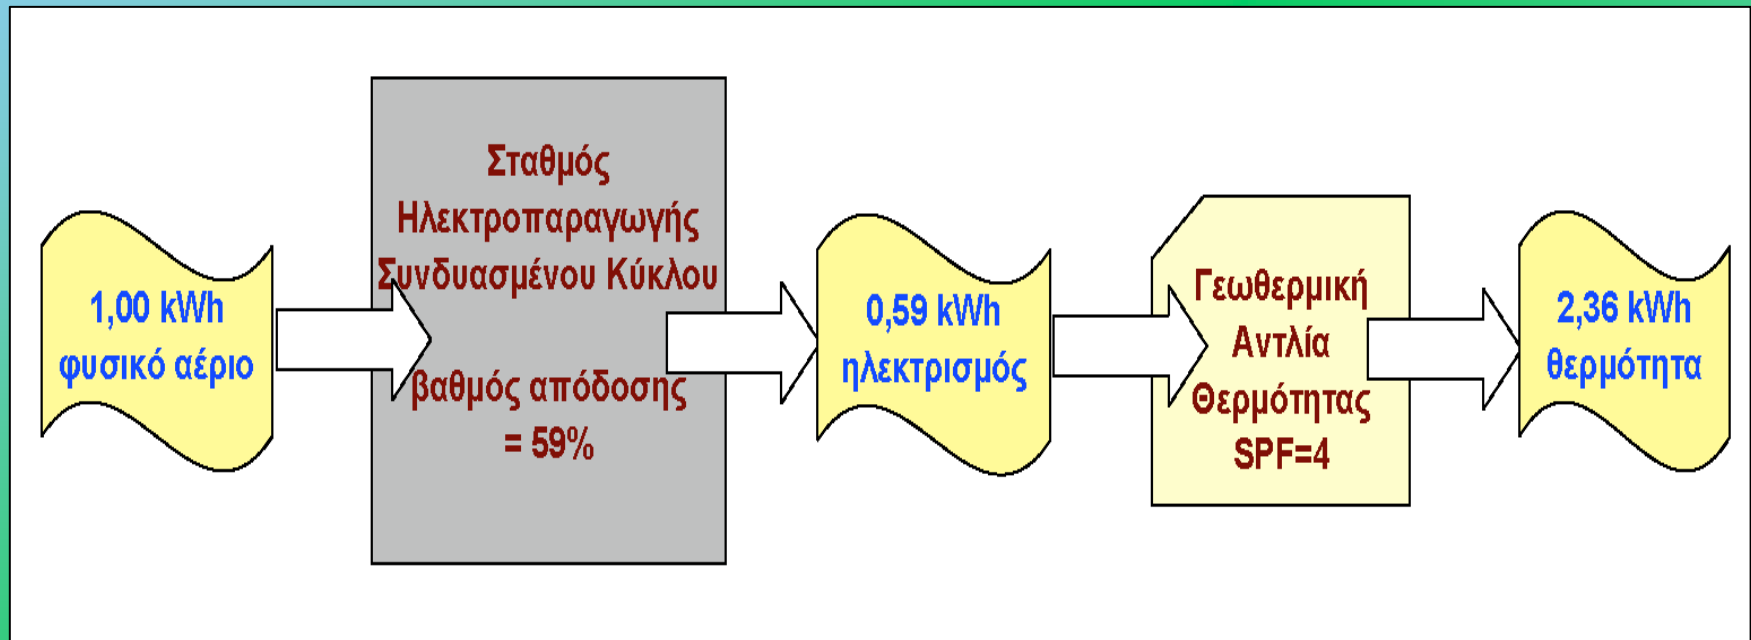 1,00 kWh
φυσικό αέριο
Σταθμός
Ηλεκτροπαραγωγής
Συνδυασμένου Κύκλου
βαθμός απόδοσης
= 59%
0,59 kWh
ηλεκτρισμός
Γεωθερμική
Αντλία
Θερμότητας
SPF=4
2,36 kWh
θερμότητα